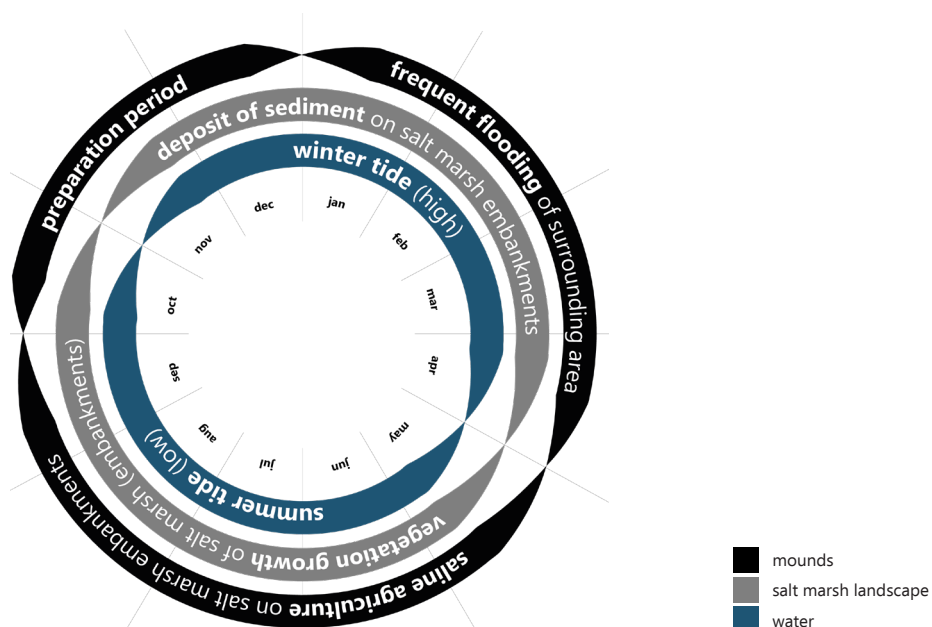 preparation period
frequent flooding of surrounding area
deposit of sediment on salt marsh embankments
winter tide (high)
dec
jan
nov
feb
oct
mar
sep
apr
aug
may
jul
jun
summer tide (low)
vegetation growth of salt marsh (embankments)
saline agriculture on salt marsh embankments
mounds
salt marsh landscape
water